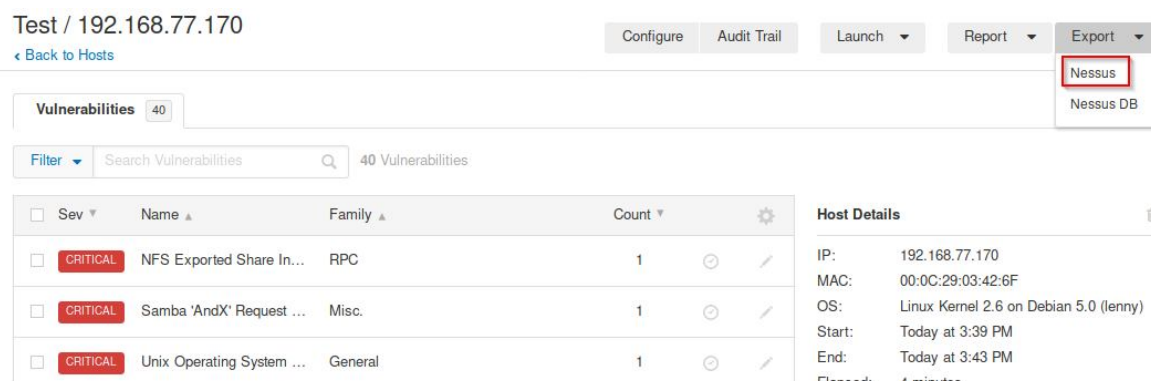 Test / 192.168.77.170
‹ Back to Hosts
Configure Audit Trail Launch Report Export
Nessus
Nessus DB
Vulnerabilities 40
Filter Search Vulnerabilities 40 Vulnerabilities
Sev Name Family Count
CRITICAL NFS Exported Share In... RPC 1
CRITICAL Samba 'AndX' Request ... Misc. 1
CRITICAL Unix Operating System ... General 1
Host Details
IP: 192.168.77.170
MAC: 00:0C:29:03:42:6F
OS: Linux Kernel 2.6 on Debian 5.0 (lenny)
Start: Today at 3:39 PM
End: Today at 3:43 PM
Elapsed: 4 minutes